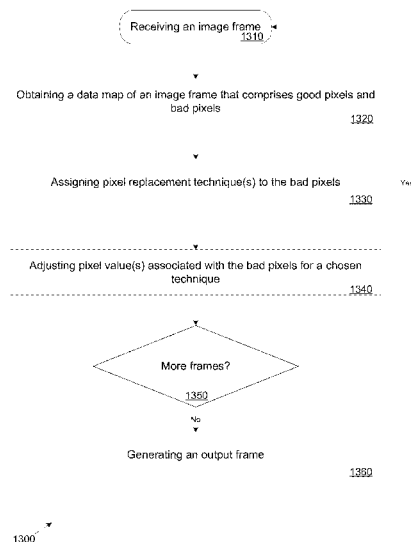 Receiving an image frame
1310
Obtaining a data map of an image frame that comprises good pixels and
bad pixels
1320
Assigning pixel replacement technique(s) to the bad pixels
1330
Adjusting pixel value(s) associated with the bad pixels for a chosen
technique
1340
More frames?
1350
No
Generating an output frame
1360
1300